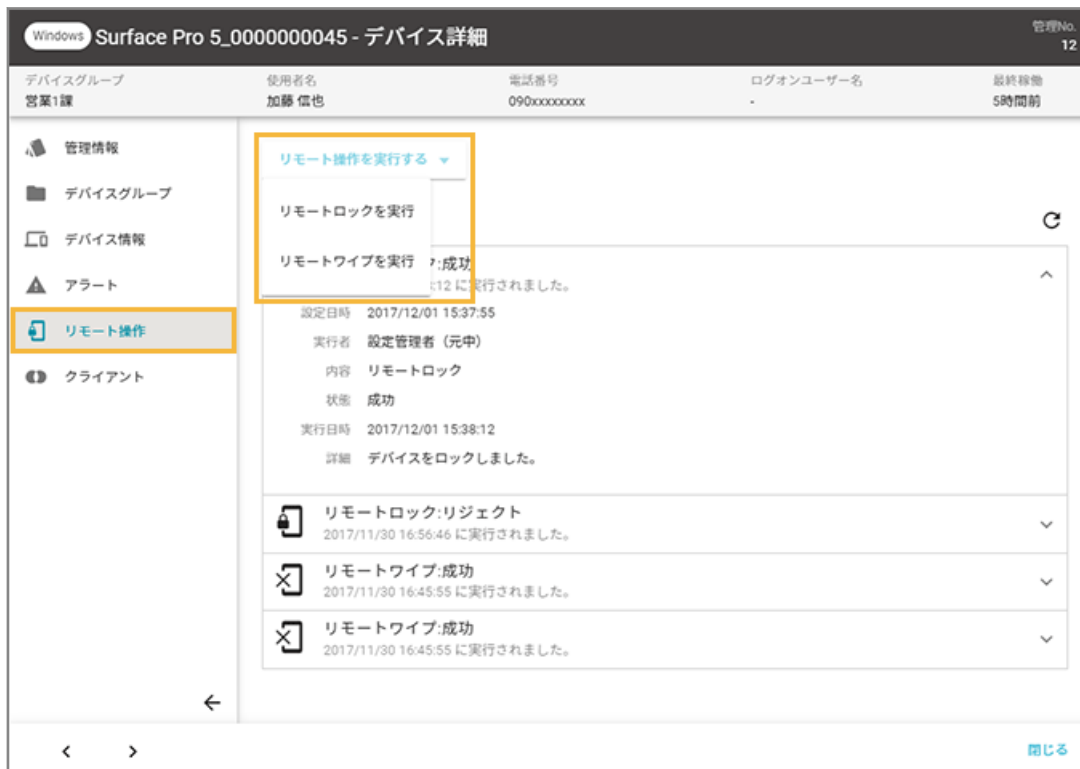 Windows Surface Pro 5_0000000045 - デバイス詳細
管理No.
12
デバイスグループ 使用者名 電話番号 ログオンユーザー名 最終稼働
営業1課 加藤 信也 090xxxxxxxx - 5時間前
管理情報
デバイスグループ
デバイス情報
アラート
リモート操作
クライアント
リモート操作を実行する
リモートロックを実行
リモートワイプを実行
ク:成功
:12 に実行されました。
設定日時 2017/12/01 15:37:55
実行者 設定管理者（元中）
内容 リモートロック
状態 成功
実行日時 2017/12/01 15:38:12
詳細 デバイスをロックしました。
リモートロック:リジェクト
2017/11/30 16:56:46 に実行されました。
リモートワイプ:成功
2017/11/30 16:45:55 に実行されました。
リモートワイプ:成功
2017/11/30 16:45:55 に実行されました。
閉じる